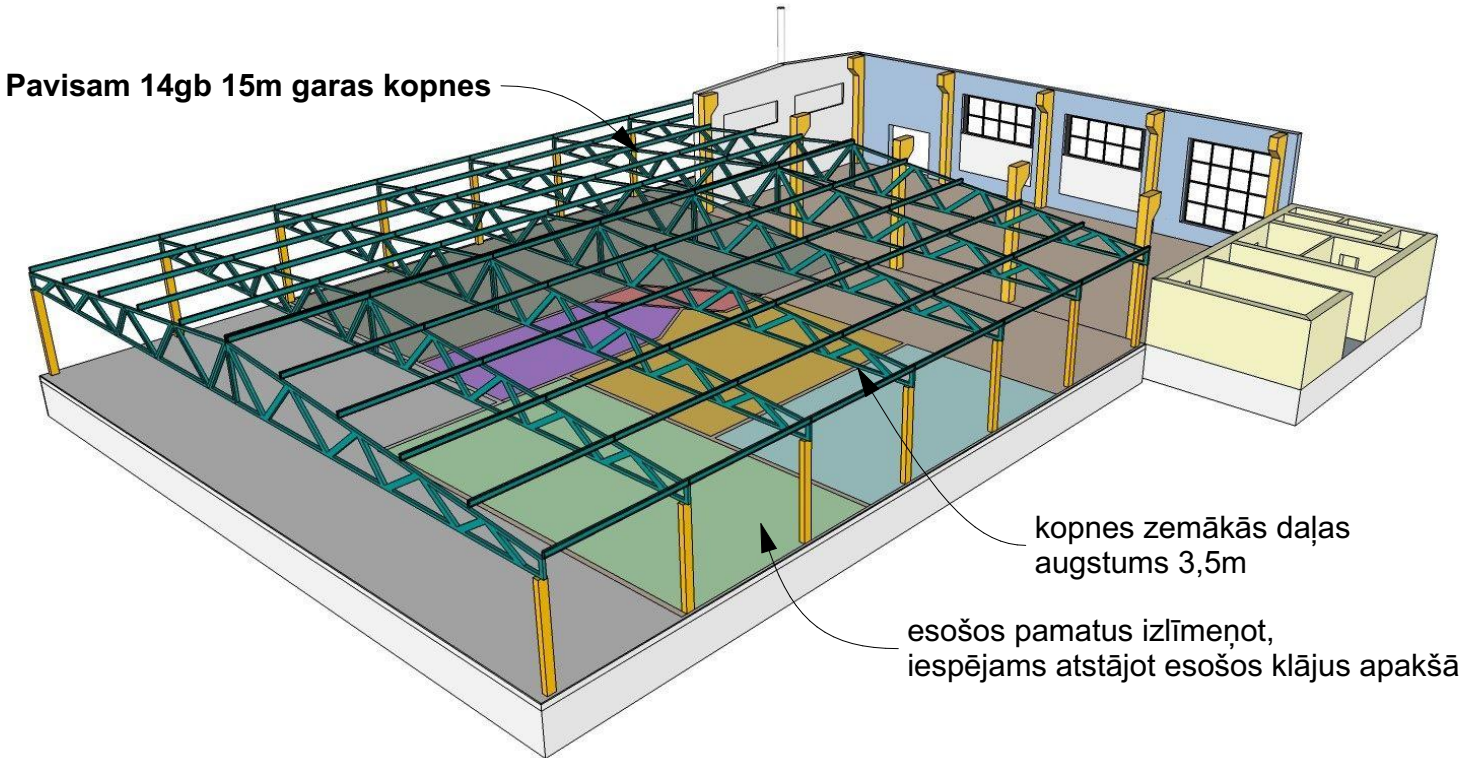 Pavisam 14gb 15m garas kopnes
kopnes zemākās daļas
augstums 3,5m
esošos pamatus izlīmeņot,
iespējams atstājot esošos klājus apakšā